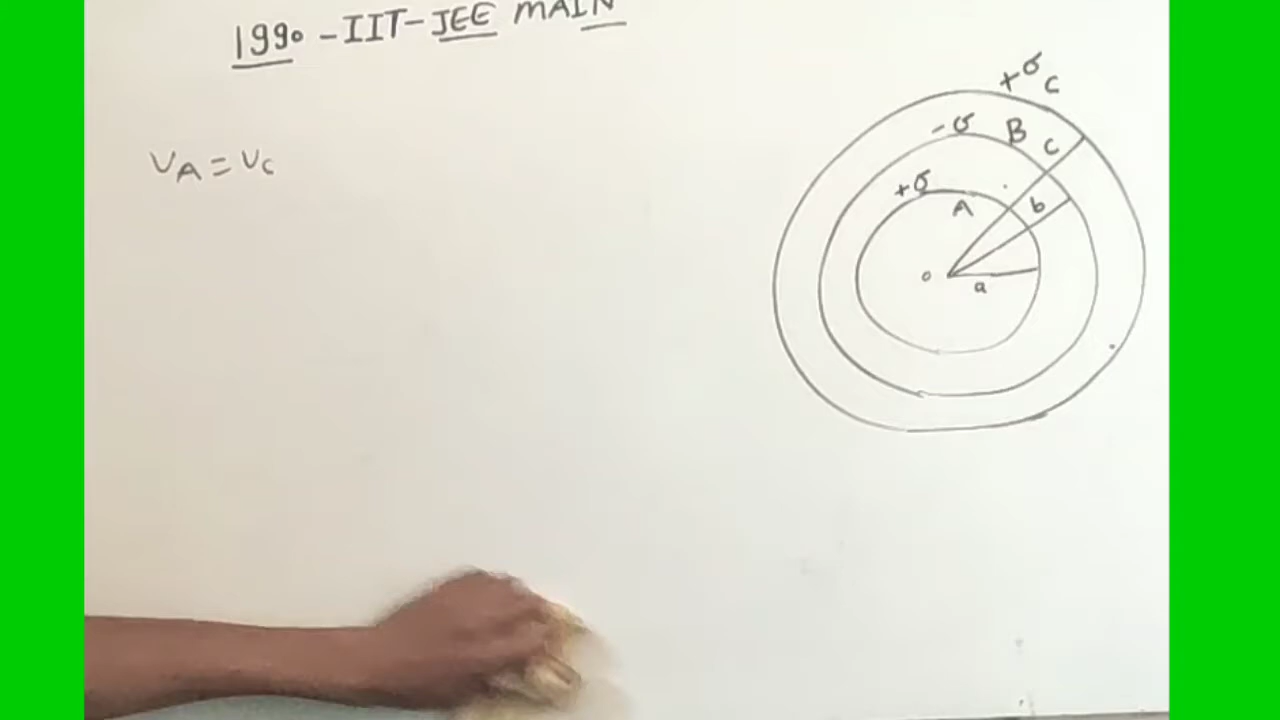 1990 - IIT-JEE MAIN
+σ C
-σ B
c
+σ
A
b
VA = VC
o
a